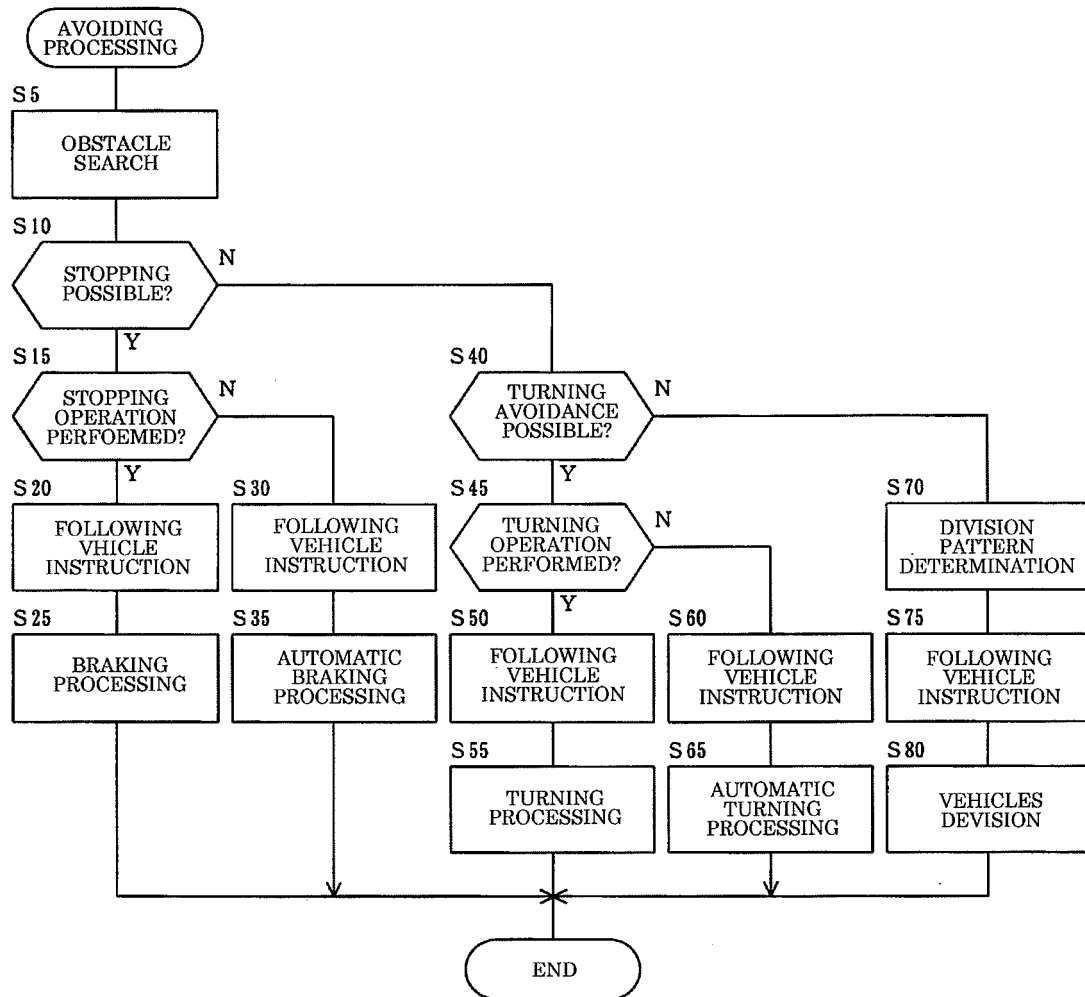 AVOIDING
PROCESSING
S5
OBSTACLE
SEARCH
S10
STOPPING
POSSIBLE?
N
Y
S15
STOPPING
OPERATION
PERFOEMED?
N
Y
S40
TURNING
AVOIDANCE
POSSIBLE?
N
Y
S20
FOLLOWING
VHICLE
INSTRUCTION
S30
FOLLOWING
VEHICLE
INSTRUCTION
S45
TURNING
OPERATION
PERFORMED?
N
Y
S70
DIVISION
PATTERN
DETERMINATION
S25
BRAKING
PROCESSING
S35
AUTOMATIC
BRAKING
PROCESSING
S50
FOLLOWING
VEHICLE
INSTRUCTION
S60
FOLLOWING
VEHICLE
INSTRUCTION
S75
FOLLOWING
VEHICLE
INSTRUCTION
S55
TURNING
PROCESSING
S65
AUTOMATIC
TURNING
PROCESSING
S80
VEHICLES
DEVISION
END